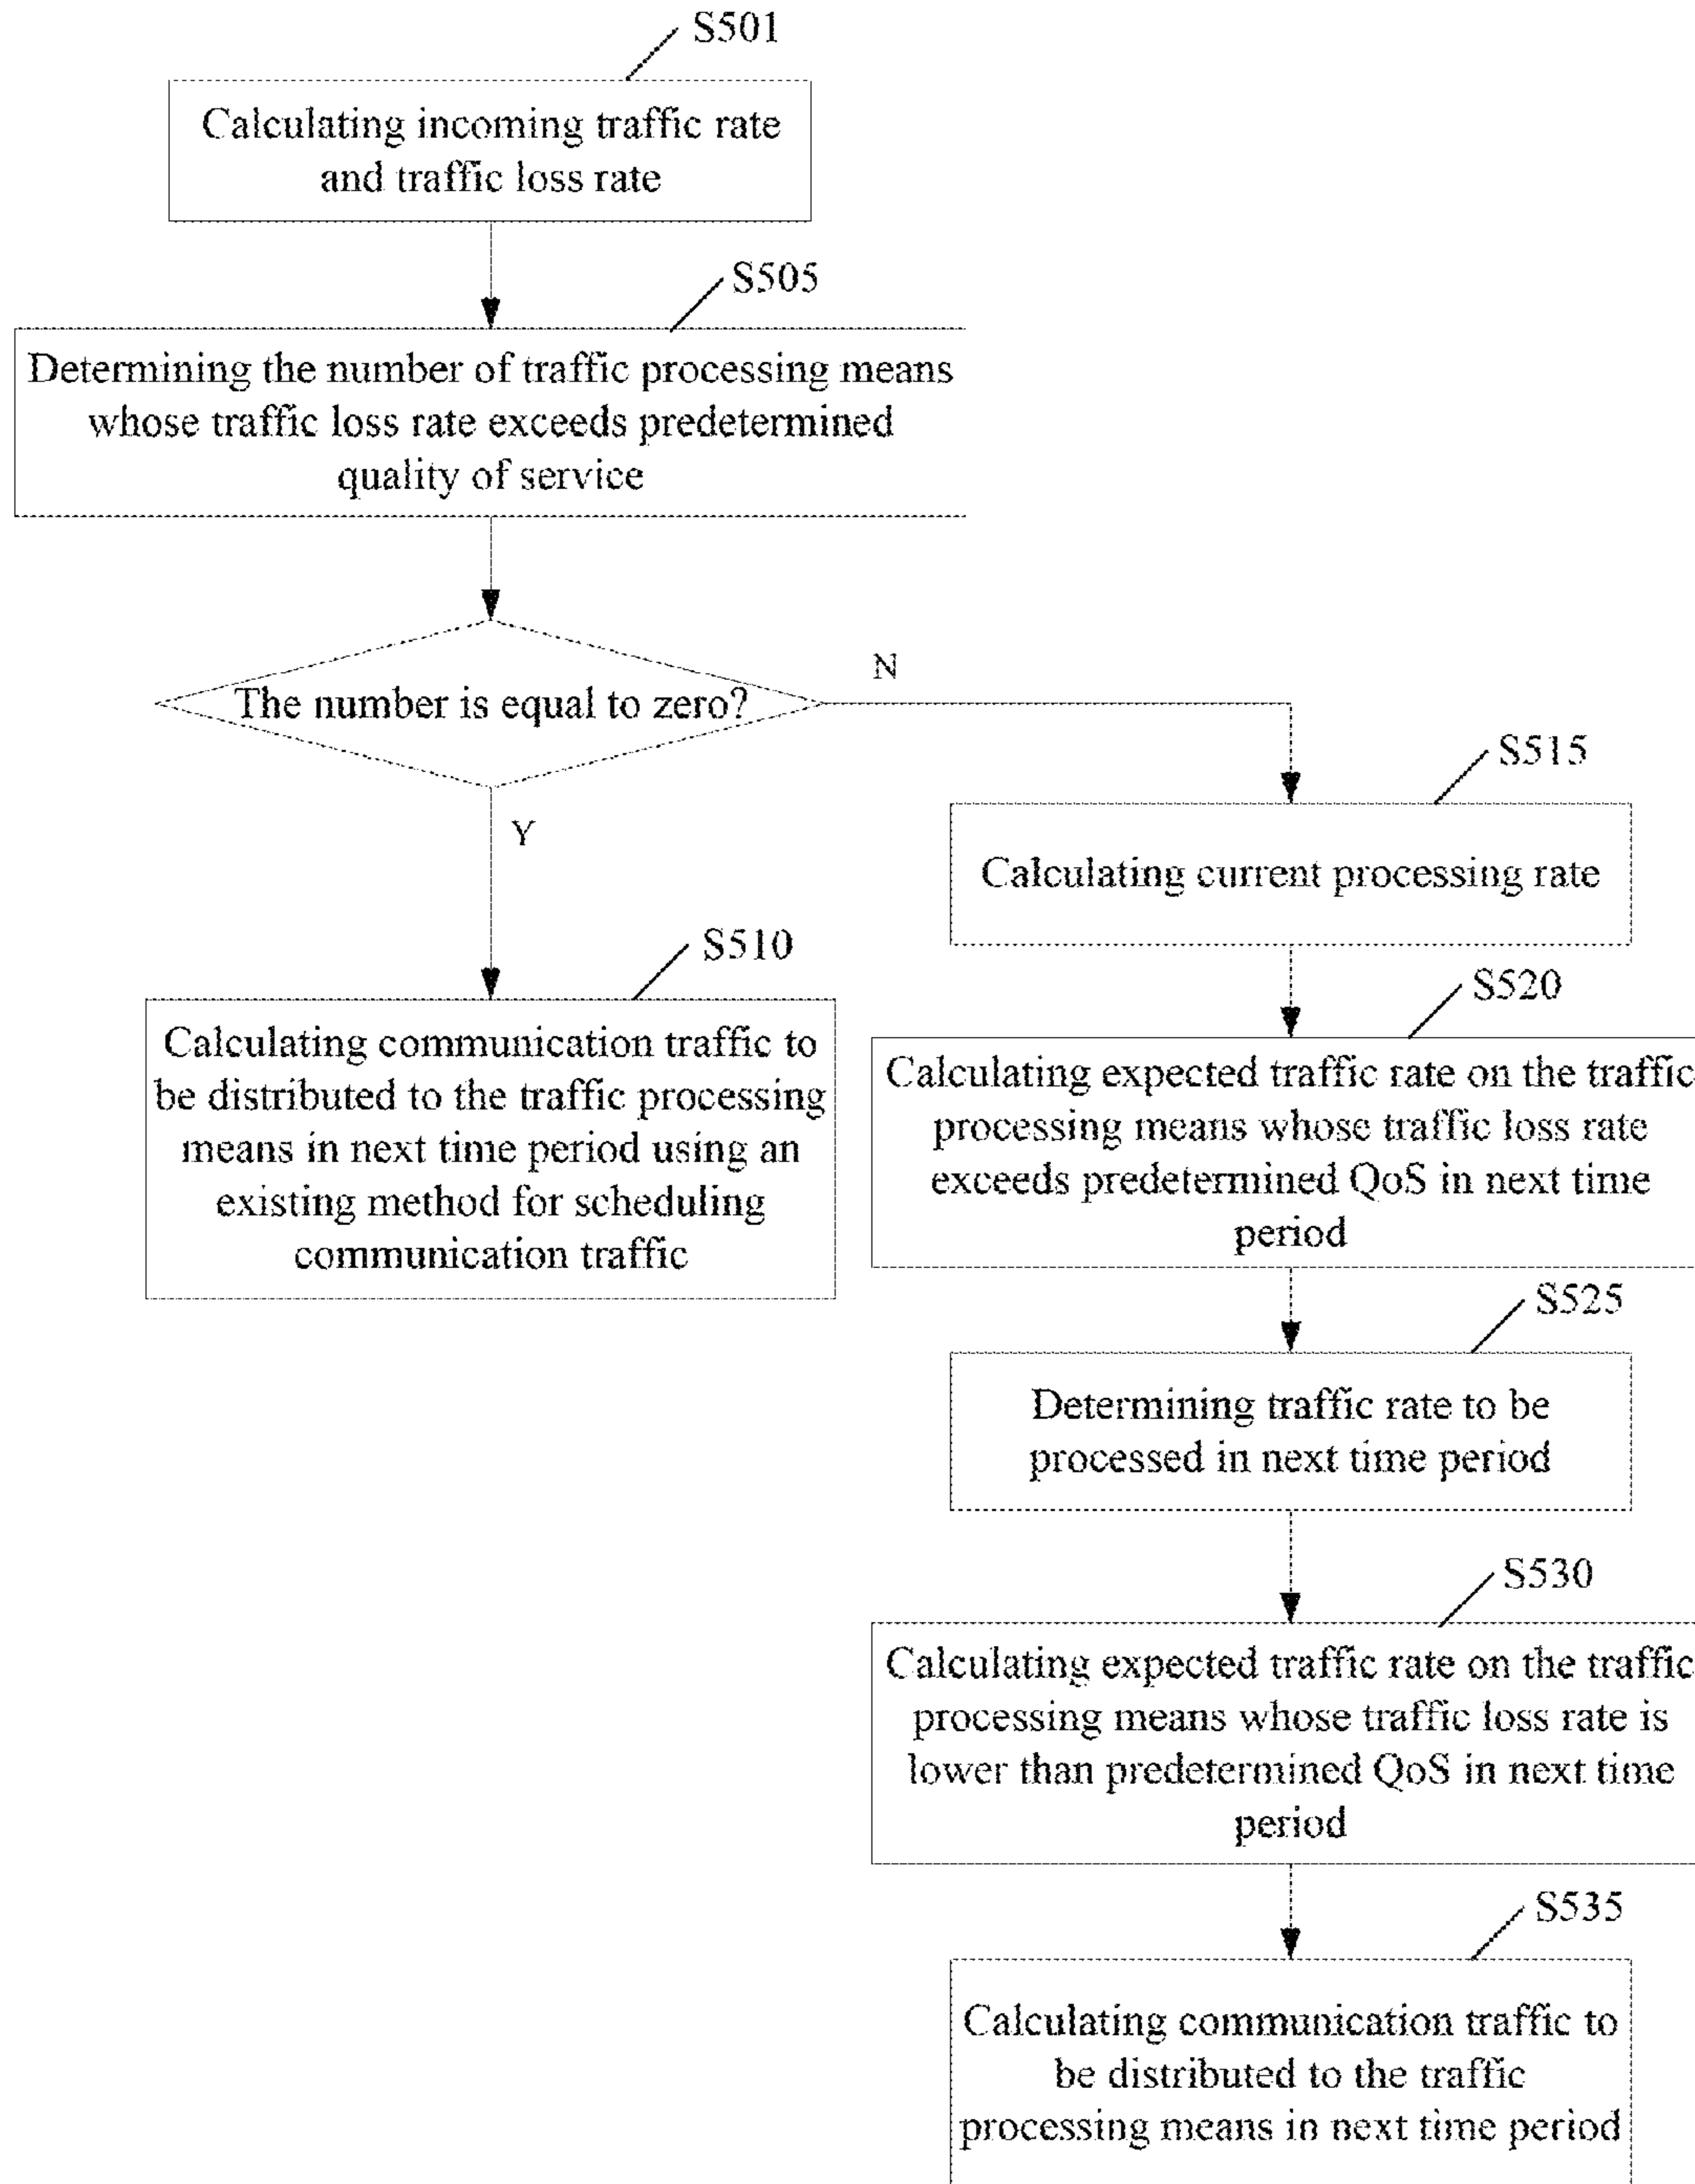 S501
Calculating incoming traffic rate
and traffic loss rate
S505
Determining the number of traffic processing means
whose traffic loss rate exceeds predetermined
quality of service
The number is equal to zero?
N
Y
S510
Calculating communication traffic to
be distributed to the traffic processing
means in next time period using an
existing method for scheduling
communication traffic
S515
Calculating current processing rate
S520
Calculating expected traffic rate on the traffic
processing means whose traffic loss rate
exceeds predetermined QoS in next time
period
S525
Determining traffic rate to be
processed in next time period
S530
Calculating expected traffic rate on the traffic
processing means whose traffic loss rate is
lower than predetermined QoS in next time
period
S535
Calculating communication traffic to
be distributed to the traffic
processing means in next time period